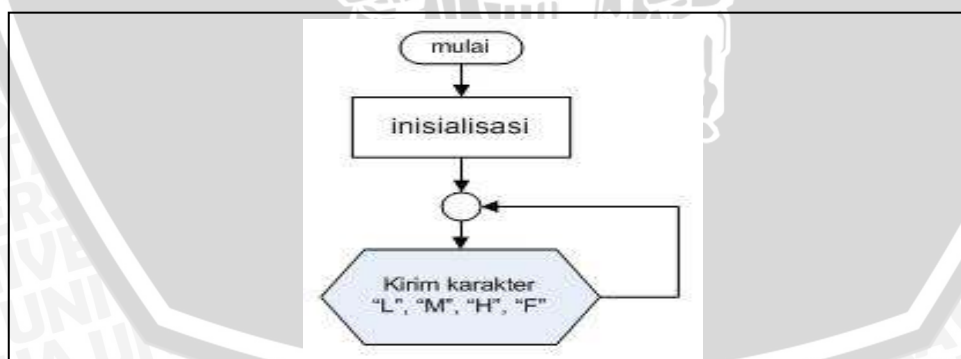 mulai
inisialisasi
Kirim karakter
“L”, “M”, “H”, “F”